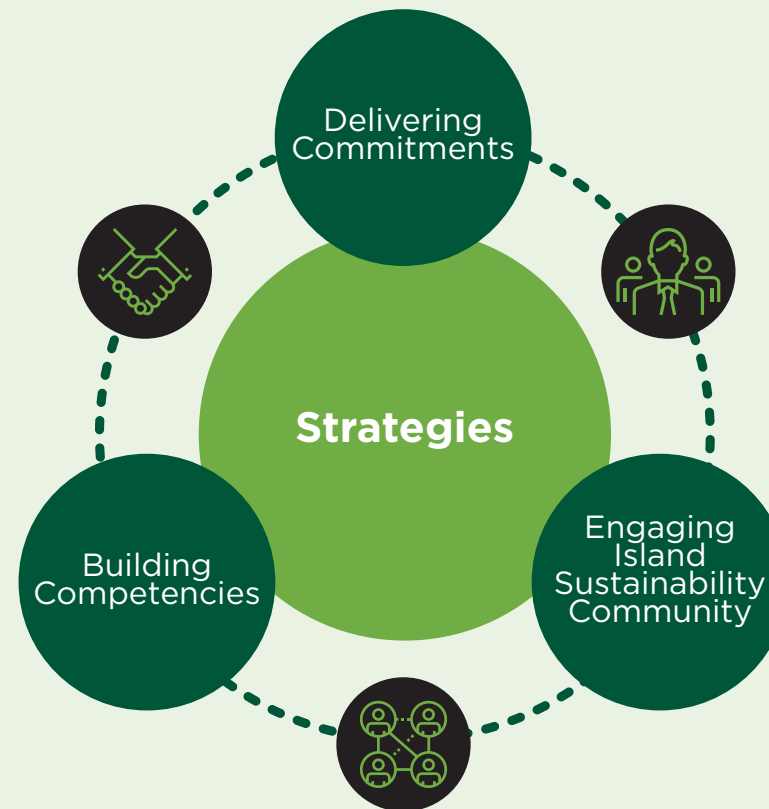 Delivering
Commitments
Strategies
Building
Competencies
Engaging
Island
Sustainability
Community